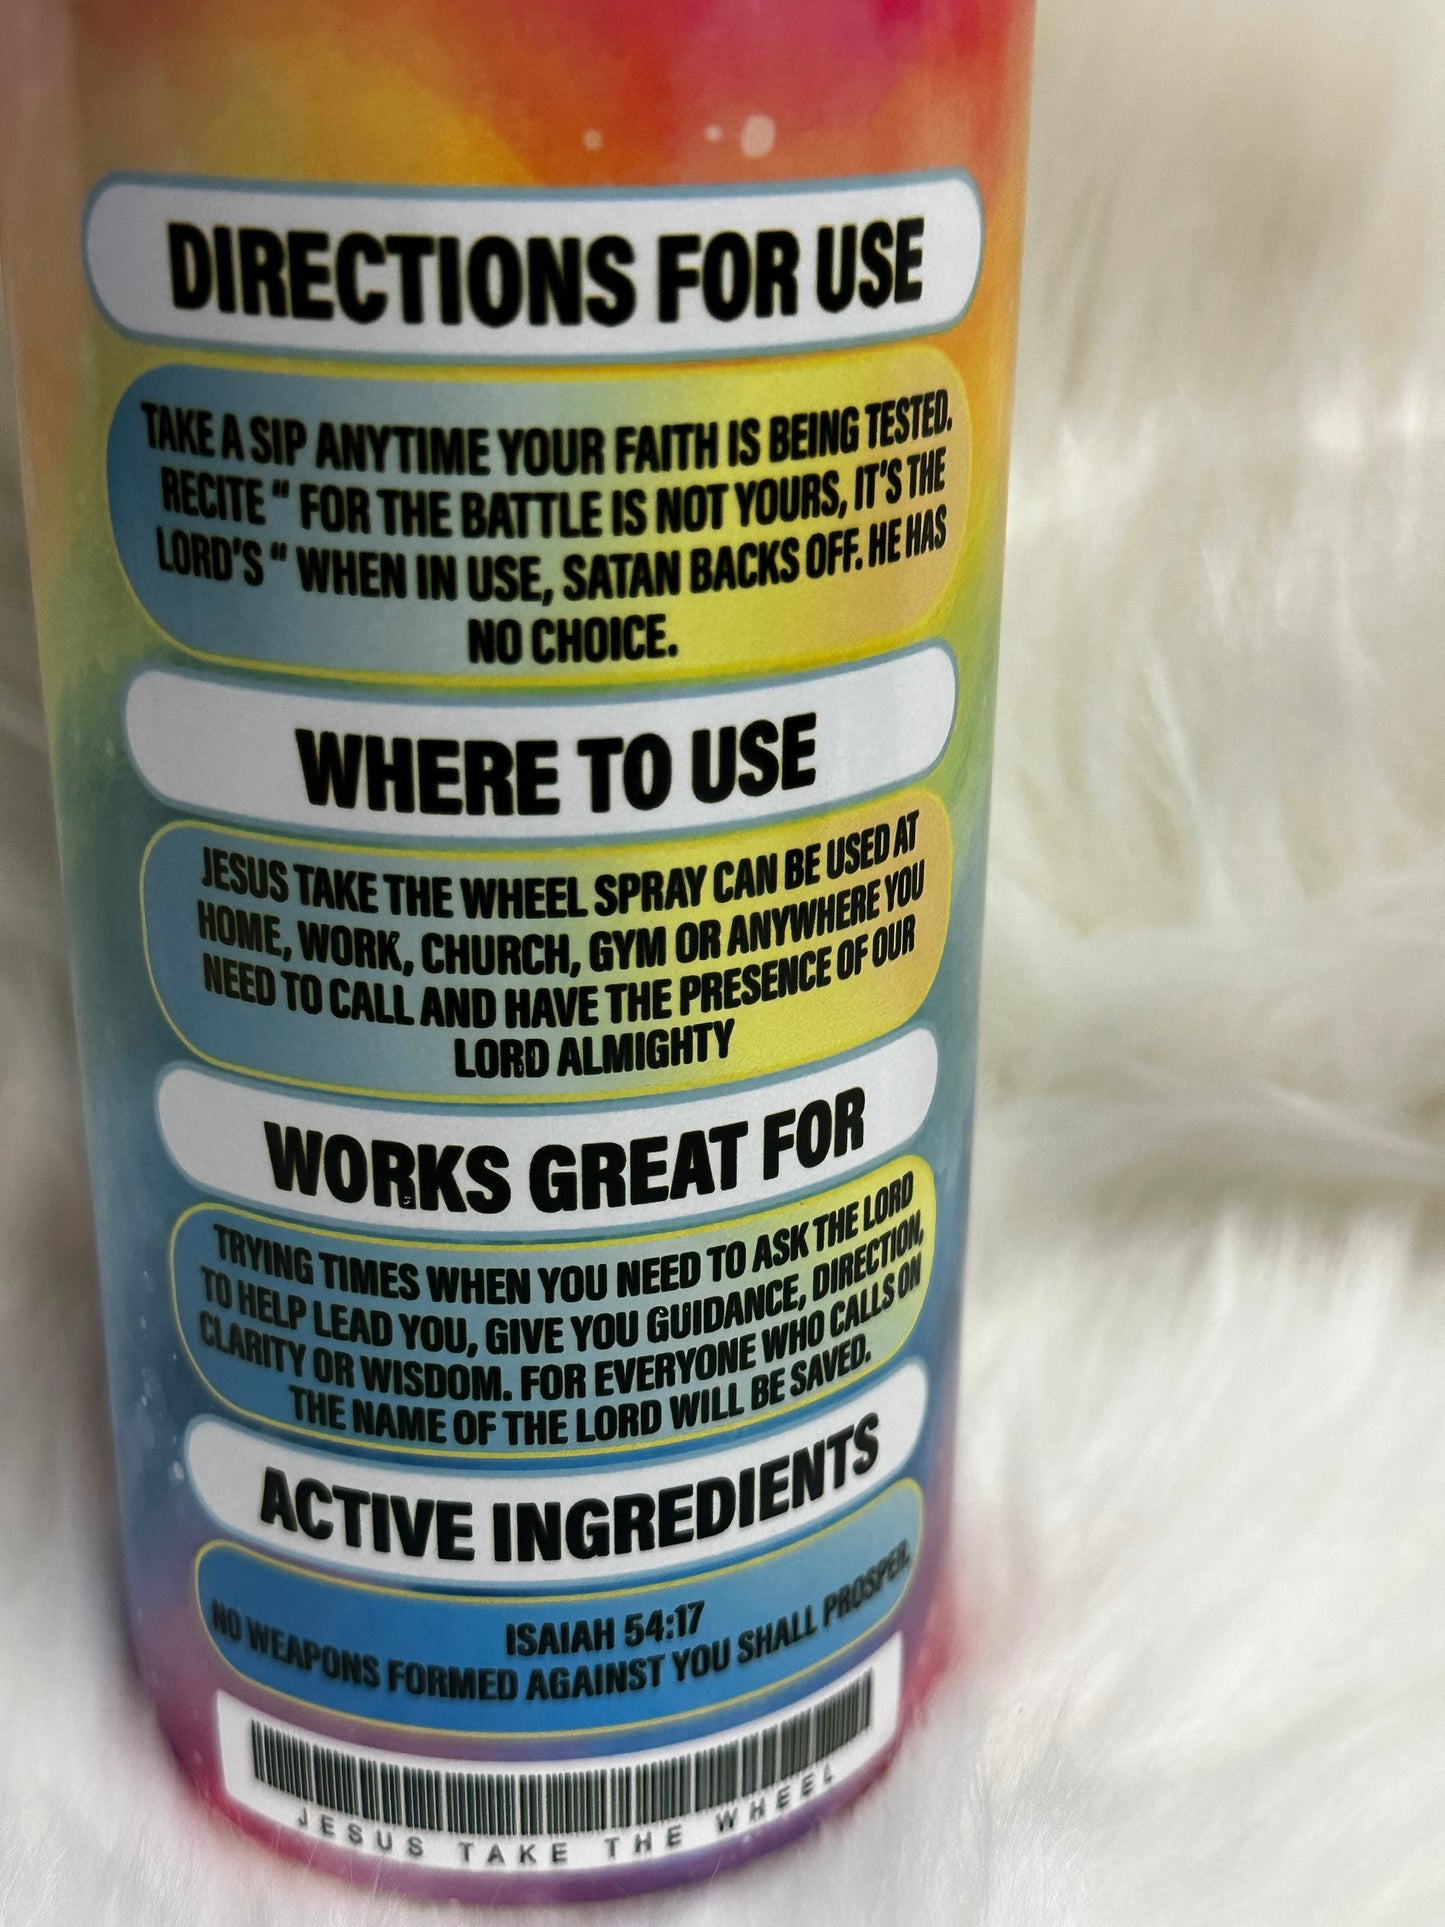 DIRECTIONS FOR USE
TAKE A SIP ANYTIME YOUR FAITH IS BEING TESTED.
RECITE " FOR THE BATTLE IS NOT YOURS, IT'S THE
LORD'S " WHEN IN USE, SATAN BACKS OFF. HE HAS
NO CHOICE.
WHERE TO USE
JESUS TAKE THE WHEEL SPRAY CAN BE USED AT
HOME, WORK, CHURCH, GYM OR ANYWHERE YOU
NEED TO CALL AND HAVE THE PRESENCE OF OUR
LORD ALMIGHTY
WORKS GREAT FOR
TRYING TIMES WHEN YOU NEED TO ASK THE LORD
TO HELP LEAD YOU, GIVE YOU GUIDANCE, DIRECTION,
CLARITY OR WISDOM. FOR EVERYONE WHO CALLS ON
THE NAME OF THE LORD WILL BE SAVED.
ACTIVE INGREDIENTS
ISAIAH 54:17
NO WEAPONS FORMED AGAINST YOU SHALL PROSPER.
JESUS TAKE THE WHEEL